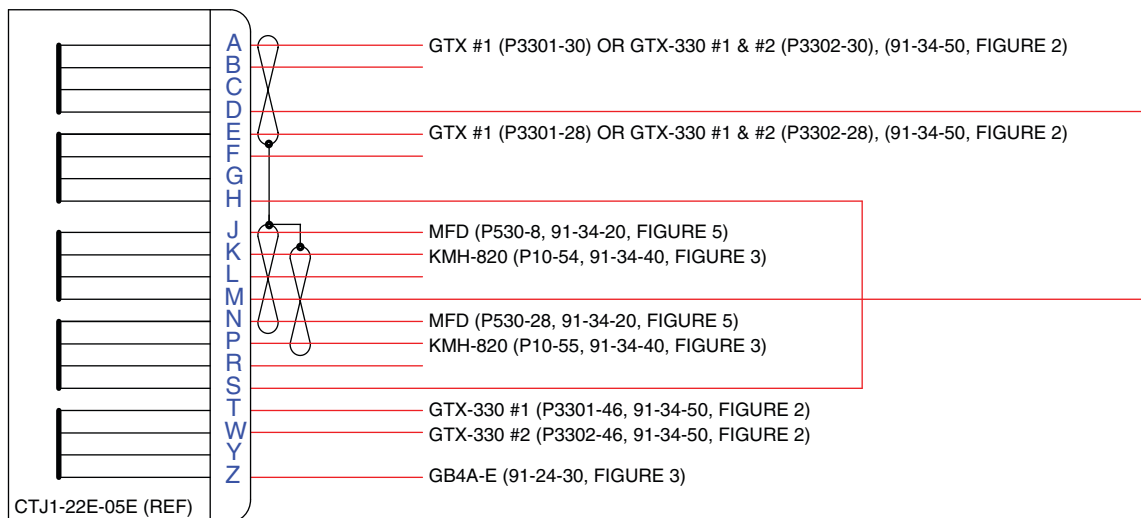 A
GTX #1 (P3301-30) OR GTX-330 #1 & #2 (P3302-30), (91-34-50, FIGURE 2)
B
C
D
E
GTX #1 (P3301-28) OR GTX-330 #1 & #2 (P3302-28), (91-34-50, FIGURE 2)
F
G
H
J
MFD (P530-8, 91-34-20, FIGURE 5)
K
KMH-820 (P10-54, 91-34-40, FIGURE 3)
L
M
N
MFD (P530-28, 91-34-20, FIGURE 5)
P
KMH-820 (P10-55, 91-34-40, FIGURE 3)
R
S
T
GTX-330 #1 (P3301-46, 91-34-50, FIGURE 2)
W
GTX-330 #2 (P3302-46, 91-34-50, FIGURE 2)
Y
Z
GB4A-E (91-24-30, FIGURE 3)
CTJ1-22E-05E (REF)